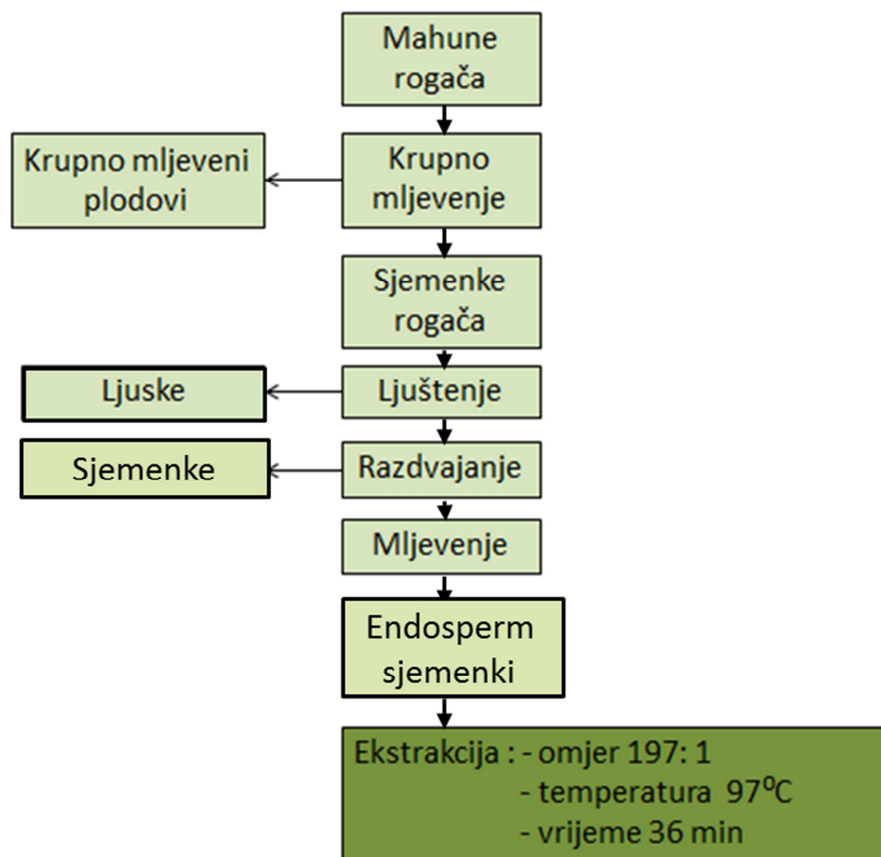 Mahune
rogača
Krupno mljeveni
plodovi
Krupno
mljevenje
Sjemenke
rogača
Ljuske
Ljuštenje
Sjemenke
Razdvajanje
Mljevenje
Endosperm
sjemenki
Ekstrakcija : - omjer 197: 1
- temperatura 97⁰C
- vrijeme 36 min